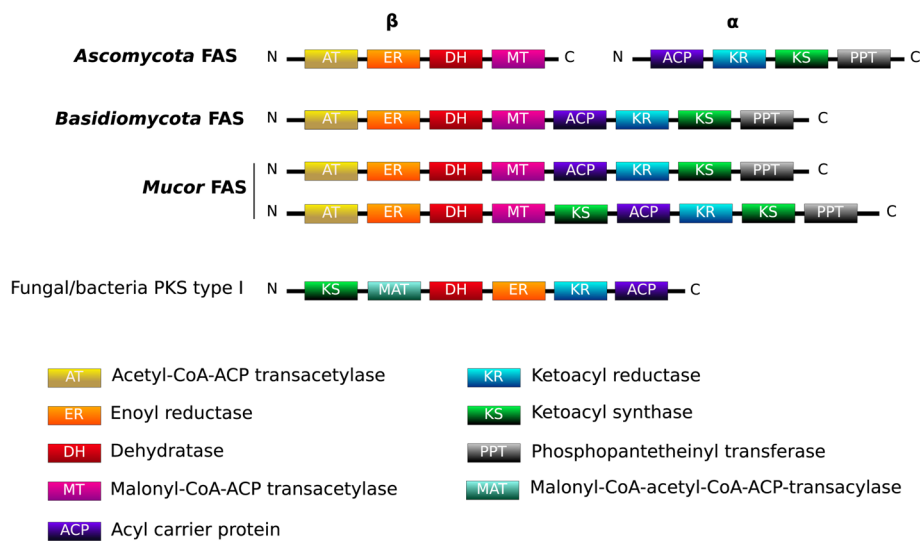 β α
Ascomycota FAS N AT ER DH MT C N ACP KR KS PPT C
Basidiomycota FAS N AT ER DH MT ACP KR KS PPT C
N AT ER DH MT ACP KR KS PPT C
Mucor FAS
N AT ER DH MT KS ACP KR KS PPT C
Fungal/bacteria PKS type I N KS MAT DH ER KR ACP C
AT Acetyl-CoA-ACP transacetylase
ER Enoyl reductase
DH Dehydratase
MT Malonyl-CoA-ACP transacetylase
ACP Acyl carrier protein
KR Ketoacyl reductase
KS Ketoacyl synthase
PPT Phosphopantetheinyl transferase
MAT Malonyl-CoA-acetyl-CoA-ACP-transacylase